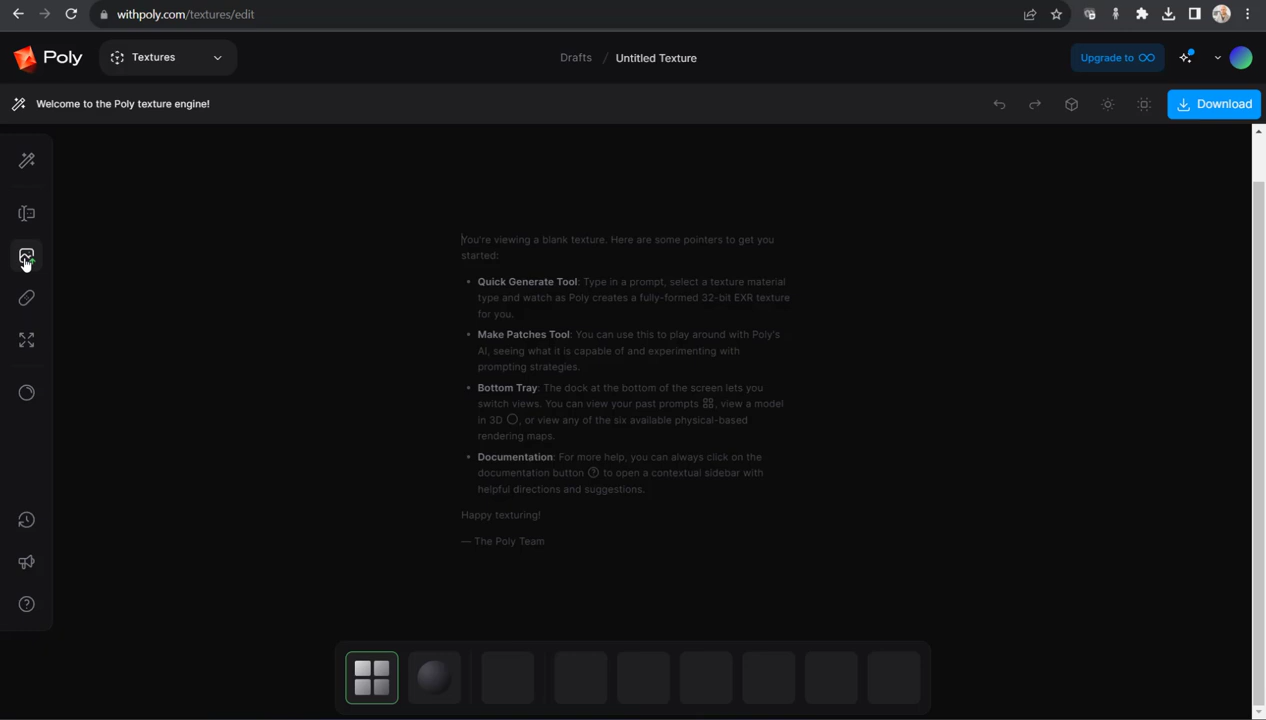 withpoly.com/textures/edit
Poly
Textures
Drafts / Untitled Texture
Upgrade to
Welcome to the Poly texture engine!
Download
You're viewing a blank texture. Here are some pointers to get you
started:
• Quick Generate Tool: Type in a prompt, select a texture material
type and watch as Poly creates a fully-formed 32-bit EXR texture
for you.
• Make Patches Tool: You can use this to play around with Poly's
AI, seeing what it is capable of and experimenting with
prompting strategies.
• Bottom Tray: The dock at the bottom of the screen lets you
switch views. You can view your past prompts , view a model
in 3D , or view any of the six available physical-based
rendering maps.
• Documentation: For more help, you can always click on the
documentation button ? to open a contextual sidebar with
helpful directions and suggestions.
Happy texturing!
— The Poly Team